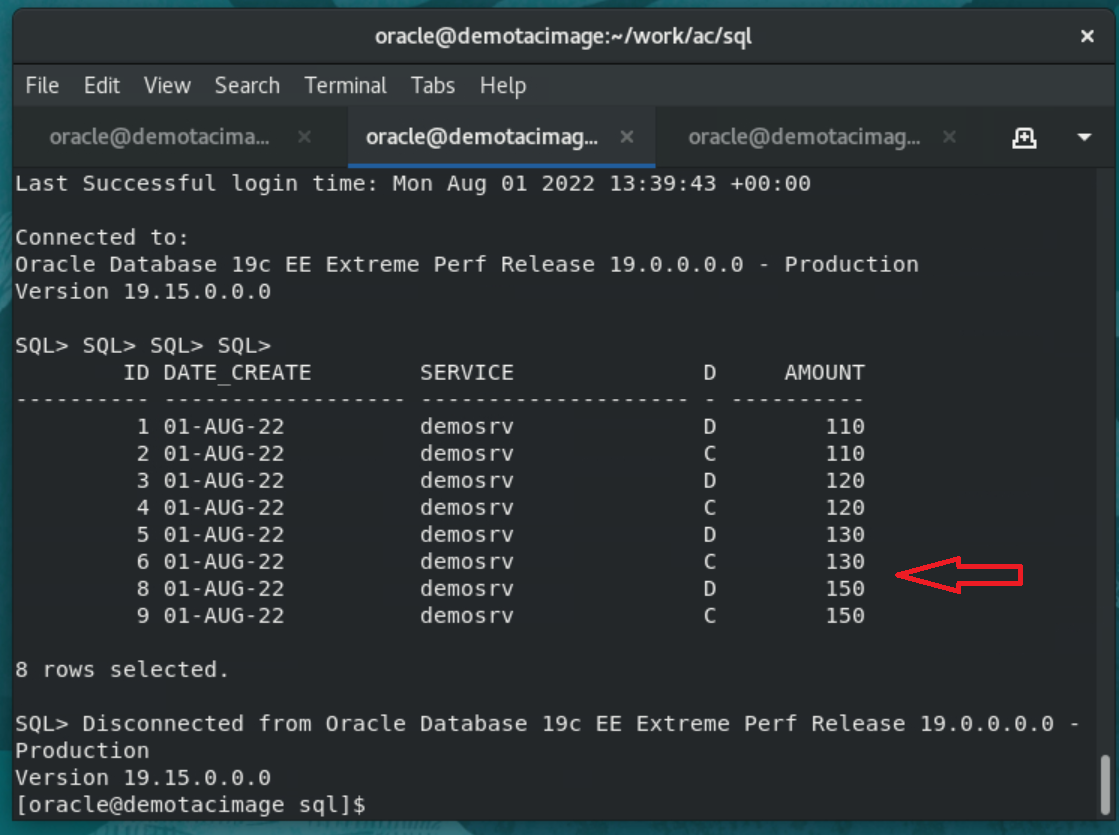 oracle@demotacimage:~/work/ac/sql
File Edit View Search Terminal Tabs Help
oracle@demotacima... oracle@demotacimag... oracle@demotacimag...
Last Successful login time: Mon Aug 01 2022 13:39:43 +00:00
Connected to:
Oracle Database 19c EE Extreme Perf Release 19.0.0.0.0 - Production
Version 19.15.0.0.0
SQL> SQL> SQL> SQL>
        ID DATE_CREATE        SERVICE              D     AMOUNT
---------- ------------------ -------------------- - ----------
         1 01-AUG-22          demosrv              D        110
         2 01-AUG-22          demosrv              C        110
         3 01-AUG-22          demosrv              D        120
         4 01-AUG-22          demosrv              C        120
         5 01-AUG-22          demosrv              D        130
         6 01-AUG-22          demosrv              C        130
         8 01-AUG-22          demosrv              D        150
         9 01-AUG-22          demosrv              C        150
8 rows selected.
SQL> Disconnected from Oracle Database 19c EE Extreme Perf Release 19.0.0.0.0 -
Production
Version 19.15.0.0.0
[oracle@demotacimage sql]$